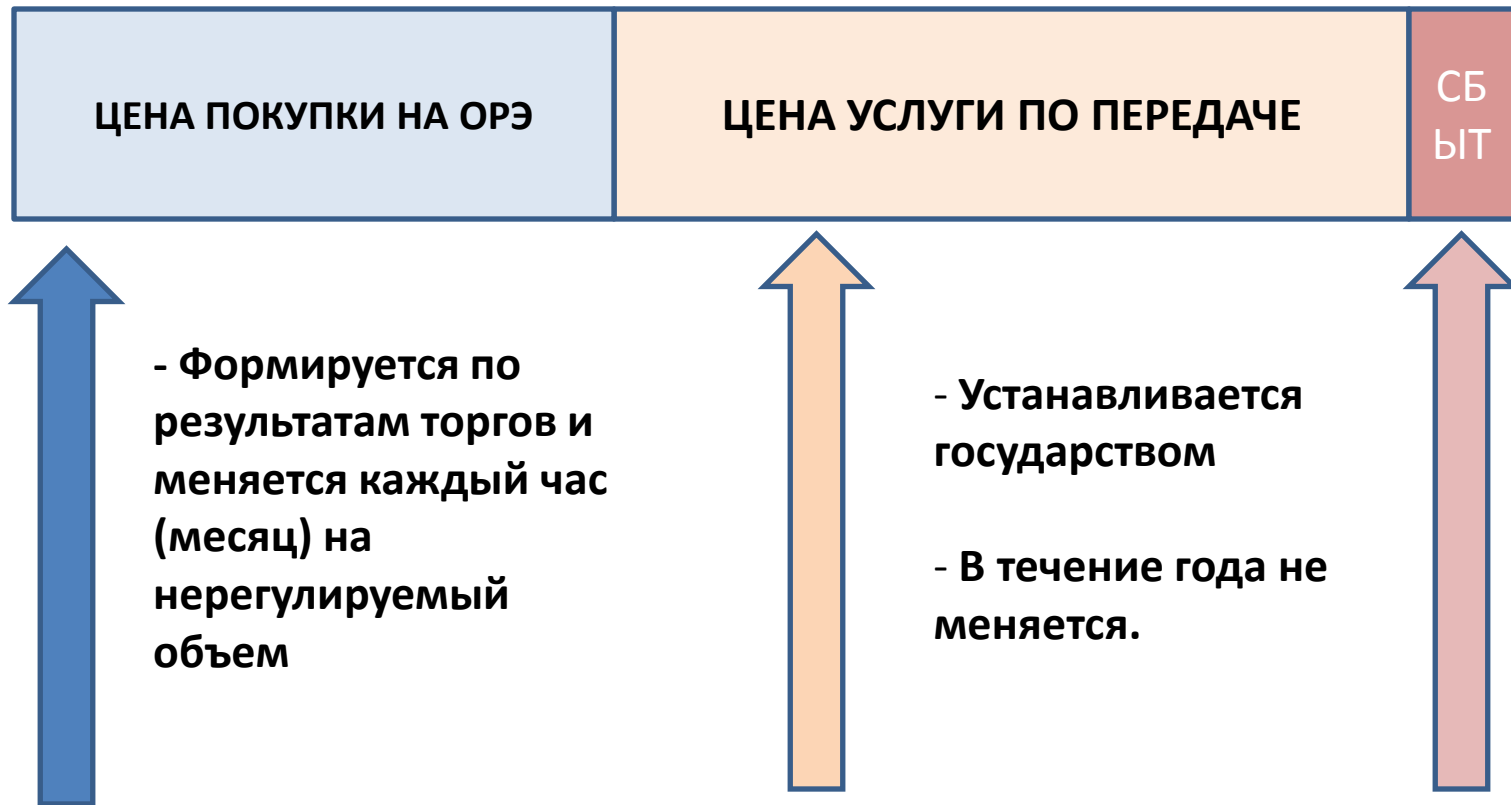 ЦЕНА ПОКУПКИ НА ОРЭ
ЦЕНА УСЛУГИ ПО ПЕРЕДАЧЕ
СБ
ЫТ
- Формируется по
результатам торгов и
меняется каждый час
(месяц) на
нерегулируемый
объем
- Устанавливается
государством
- В течение года не
меняется.